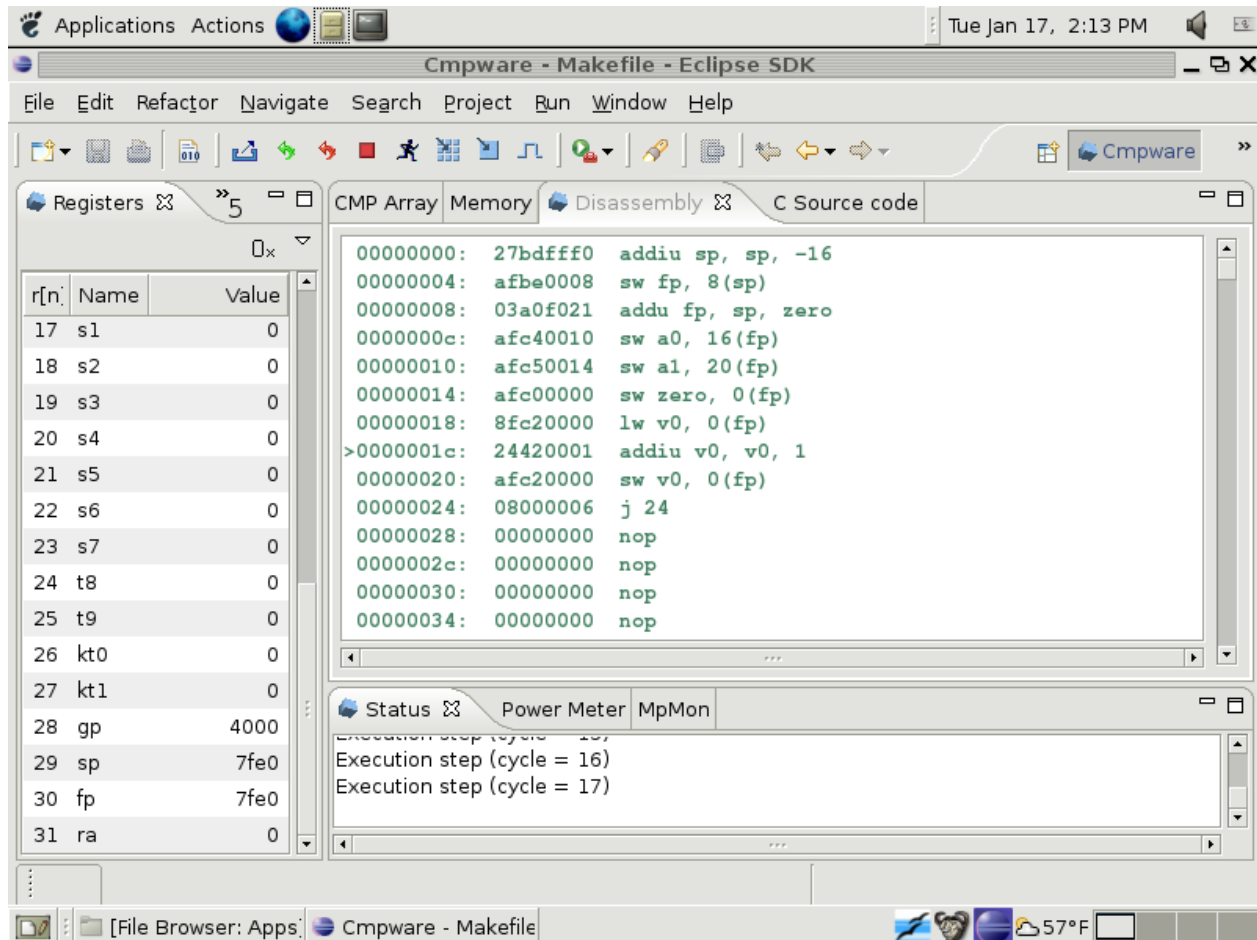 Applications Actions Tue Jan 17, 2:13 PM
Cmpware - Makefile - Eclipse SDK
File Edit Refactor Navigate Search Project Run Window Help
010 Cmpware »
Registers »5
CMP Array Memory Disassembly C Source code
0x
r[n] Name Value
17 s1 0
18 s2 0
19 s3 0
20 s4 0
21 s5 0
22 s6 0
23 s7 0
24 t8 0
25 t9 0
26 kt0 0
27 kt1 0
28 gp 4000
29 sp 7fe0
30 fp 7fe0
31 ra 0
00000000: 27bdfff0 addiu sp, sp, -16
00000004: afbe0008 sw fp, 8(sp)
00000008: 03a0f021 addu fp, sp, zero
0000000c: afc40010 sw a0, 16(fp)
00000010: afc50014 sw a1, 20(fp)
00000014: afc00000 sw zero, 0(fp)
00000018: 8fc20000 lw v0, 0(fp)
>0000001c: 24420001 addiu v0, v0, 1
00000020: afc20000 sw v0, 0(fp)
00000024: 08000006 j 24
00000028: 00000000 nop
0000002c: 00000000 nop
00000030: 00000000 nop
00000034: 00000000 nop
Status Power Meter MpMon
Execution step (cycle = 15)
Execution step (cycle = 16)
Execution step (cycle = 17)
[File Browser: Apps] Cmpware - Makefile 57°F